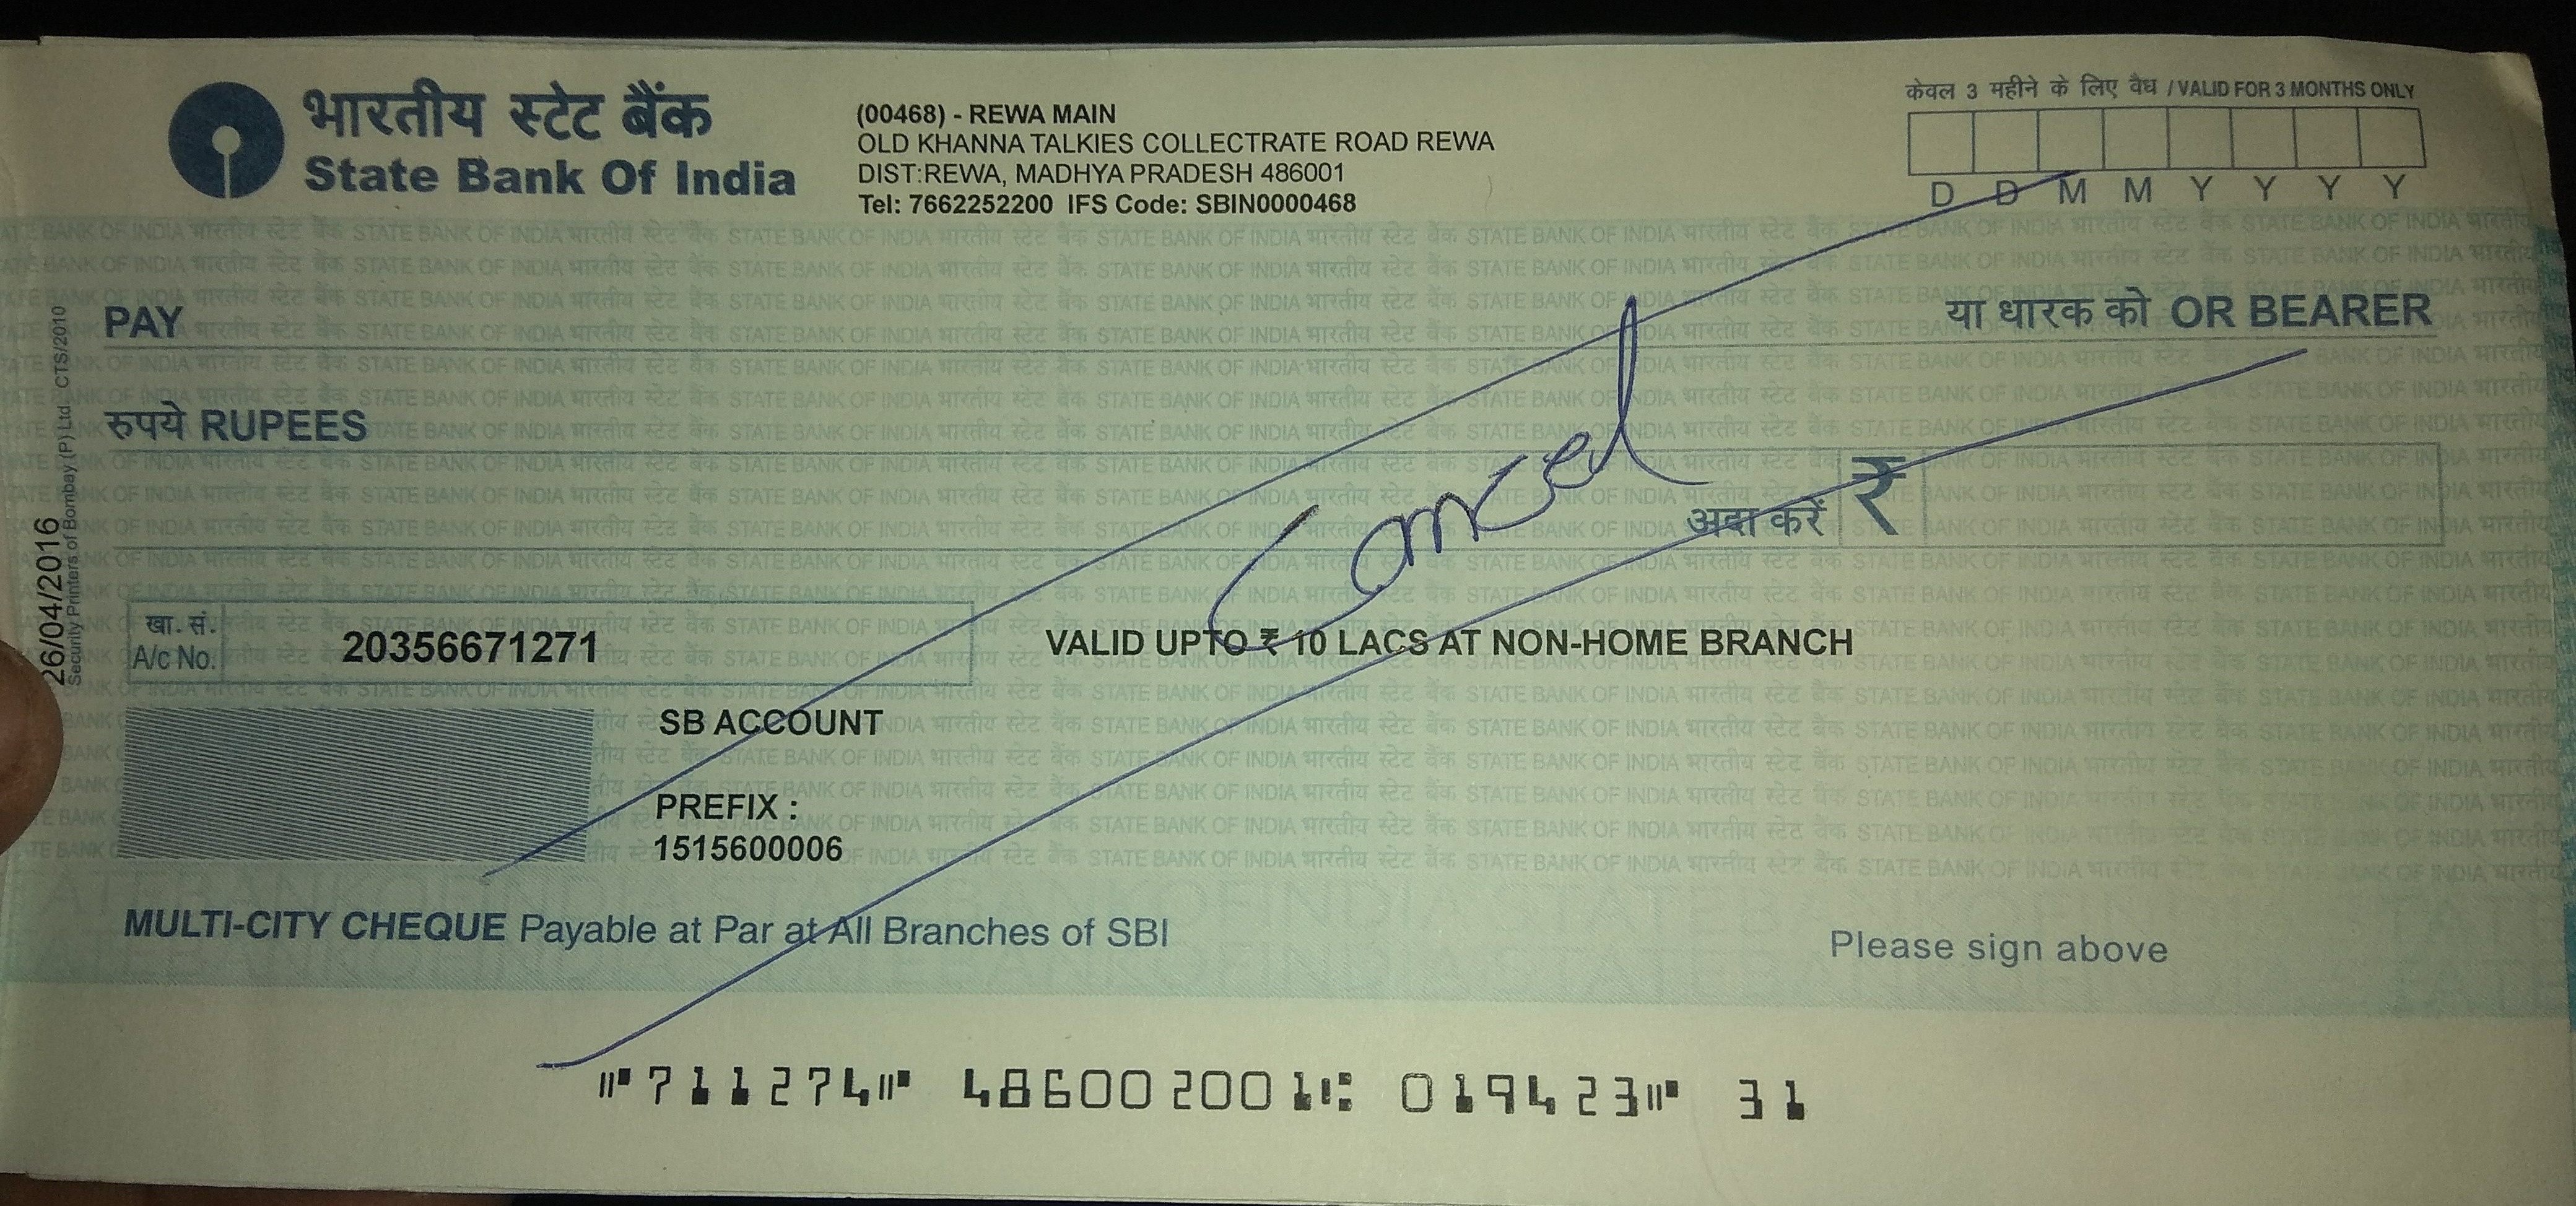 भारतीय स्टेट बैंक
State Bank Of India
(00468) - REWA MAIN
OLD KHANNA TALKIES COLLECTRATE ROAD REWA
DIST:REWA, MADHYA PRADESH 486001
Tel: 7662252200 IFS Code: SBIN0000468
केवल 3 महीने के लिए वैध / VALID FOR 3 MONTHS ONLY
D D M M Y Y Y Y
PAY
या धारक को OR BEARER
रुपये RUPEES
Cancel
अदा करें ₹
26/04/2016
Security Printers of Bombay (P) Ltd. CTS/2010
खा. सं.
A/c No.
20356671271
VALID UPTO ₹ 10 LACS AT NON-HOME BRANCH
SB ACCOUNT
PREFIX :
1515600006
MULTI-CITY CHEQUE Payable at Par at All Branches of SBI
Please sign above
⑈711274⑈ 486002001⑆ 019423⑈ 31